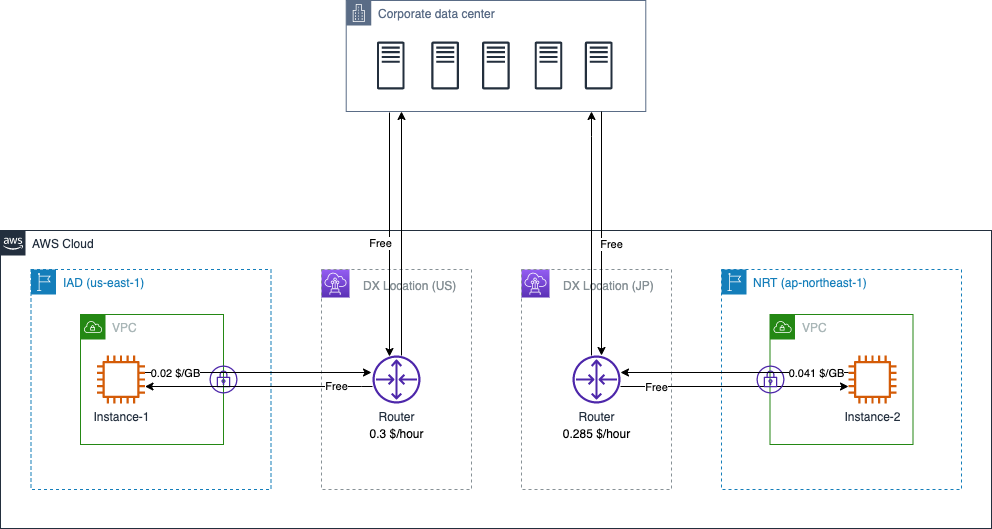 Corporate data center
aws
AWS Cloud
Free
Free
IAD (us-east-1)
DX Location (US)
DX Location (JP)
NRT (ap-northeast-1)
VPC
VPC
0.02 $/GB
Free
Free
0.041 $/GB
Instance-1
Router
0.3 $/hour
Router
0.285 $/hour
Instance-2